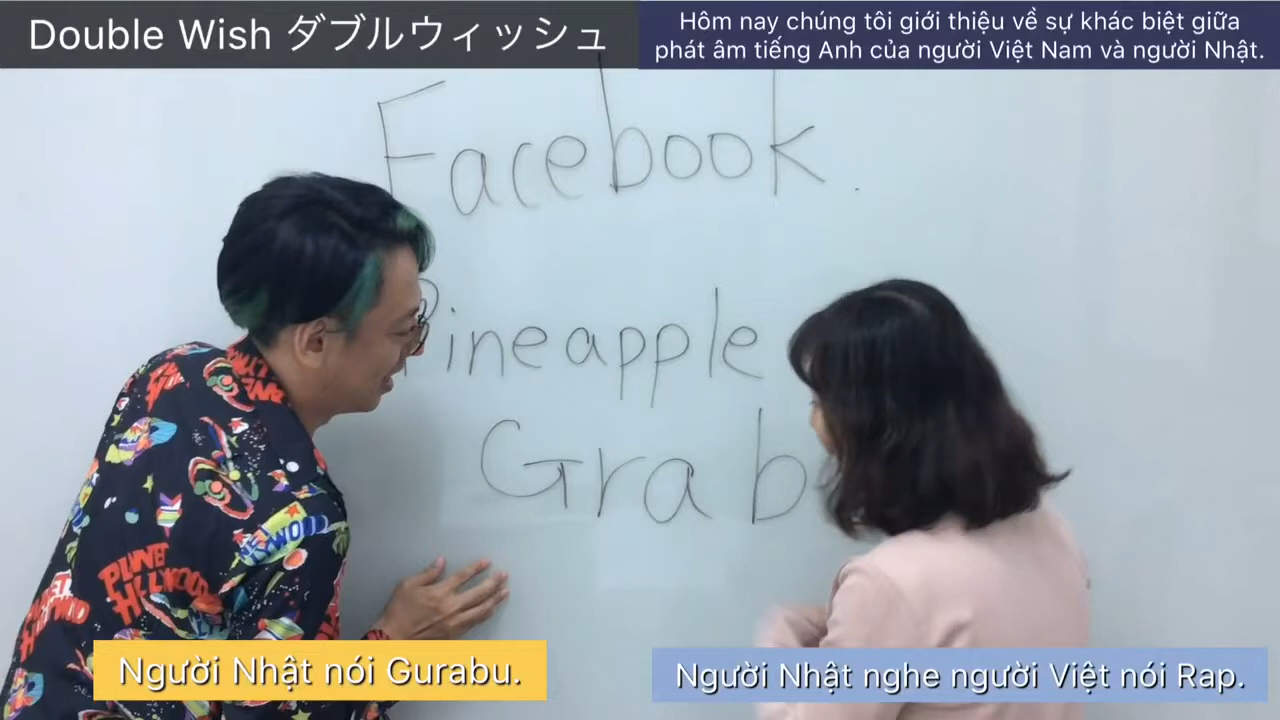 Double Wish ダブルウィッシュ
Hôm nay chúng tôi giới thiệu về sự khác biệt giữa
phát âm tiếng Anh của người Việt Nam và người Nhật.
Facebook.
Pineapple
Grab
PLANET
HOLLYWOOD
Người Nhật nói Gurabu.
Người Nhật nghe người Việt nói Rap.